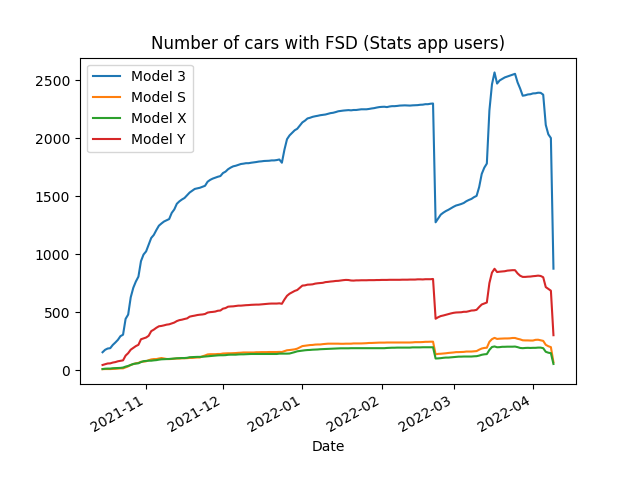 Number of cars with FSD (Stats app users)
Model 3
Model S
Model X
Model Y
2500
2000
1500
1000
500
0
2021-11
2021-12
2022-01
2022-02
2022-03
2022-04
Date